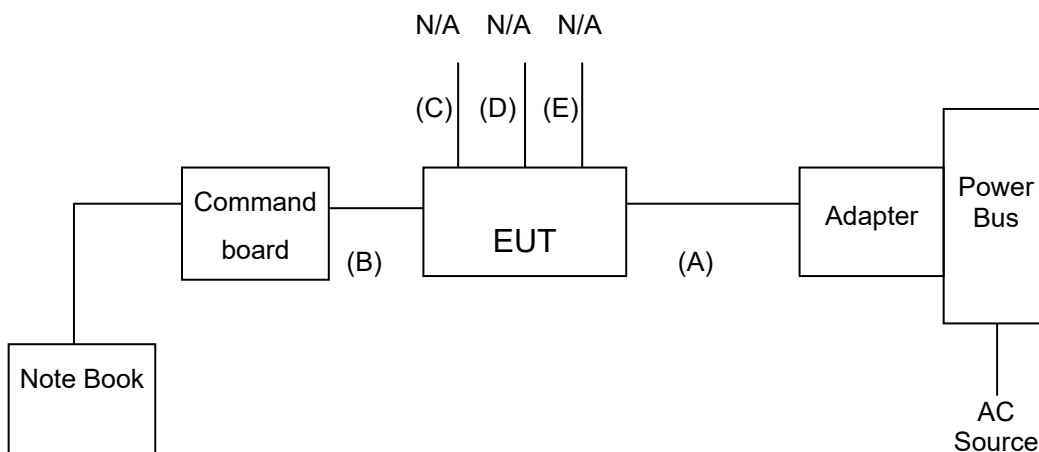 N/A N/A N/A
(C) (D) (E)
Command
board
(B)
EUT
(A)
Adapter
Power
Bus
Note Book
AC
Source